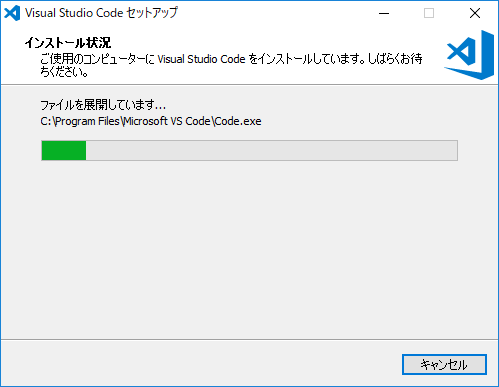 Visual Studio Code セットアップ
インストール状況
ご使用のコンピューターに Visual Studio Code をインストールしています。しばらくお待
ちください。
ファイルを展開しています...
C:\Program Files\Microsoft VS Code\Code.exe
キャンセル